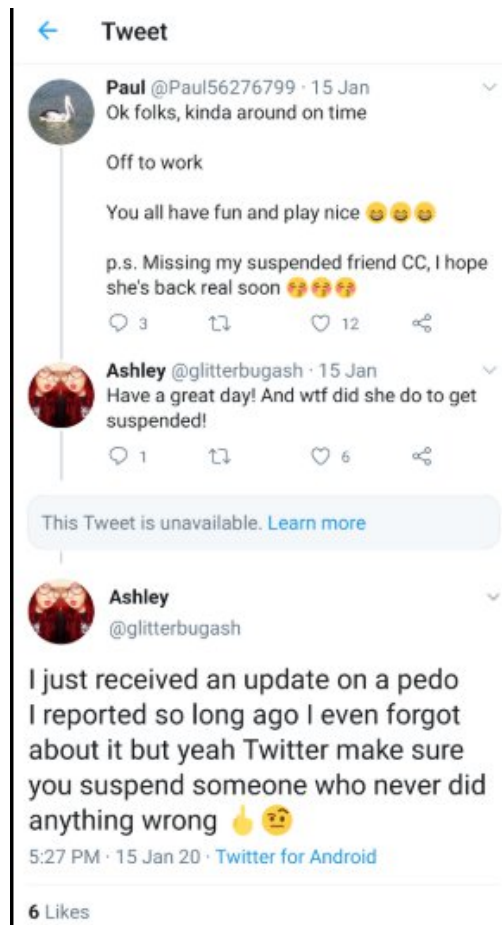 Tweet
Paul @Paul56276799 · 15 Jan
Ok folks, kinda around on time
Off to work
You all have fun and play nice 😄😄😄
p.s. Missing my suspended friend CC, I hope
she's back real soon 😚😚😚
3 12
Ashley @glitterbugash · 15 Jan
Have a great day! And wtf did she do to get
suspended!
1 6
This Tweet is unavailable. Learn more
Ashley
@glitterbugash
I just received an update on a pedo
I reported so long ago I even forgot
about it but yeah Twitter make sure
you suspend someone who never did
anything wrong 🖕🤨
5:27 PM · 15 Jan 20 · Twitter for Android
6 Likes